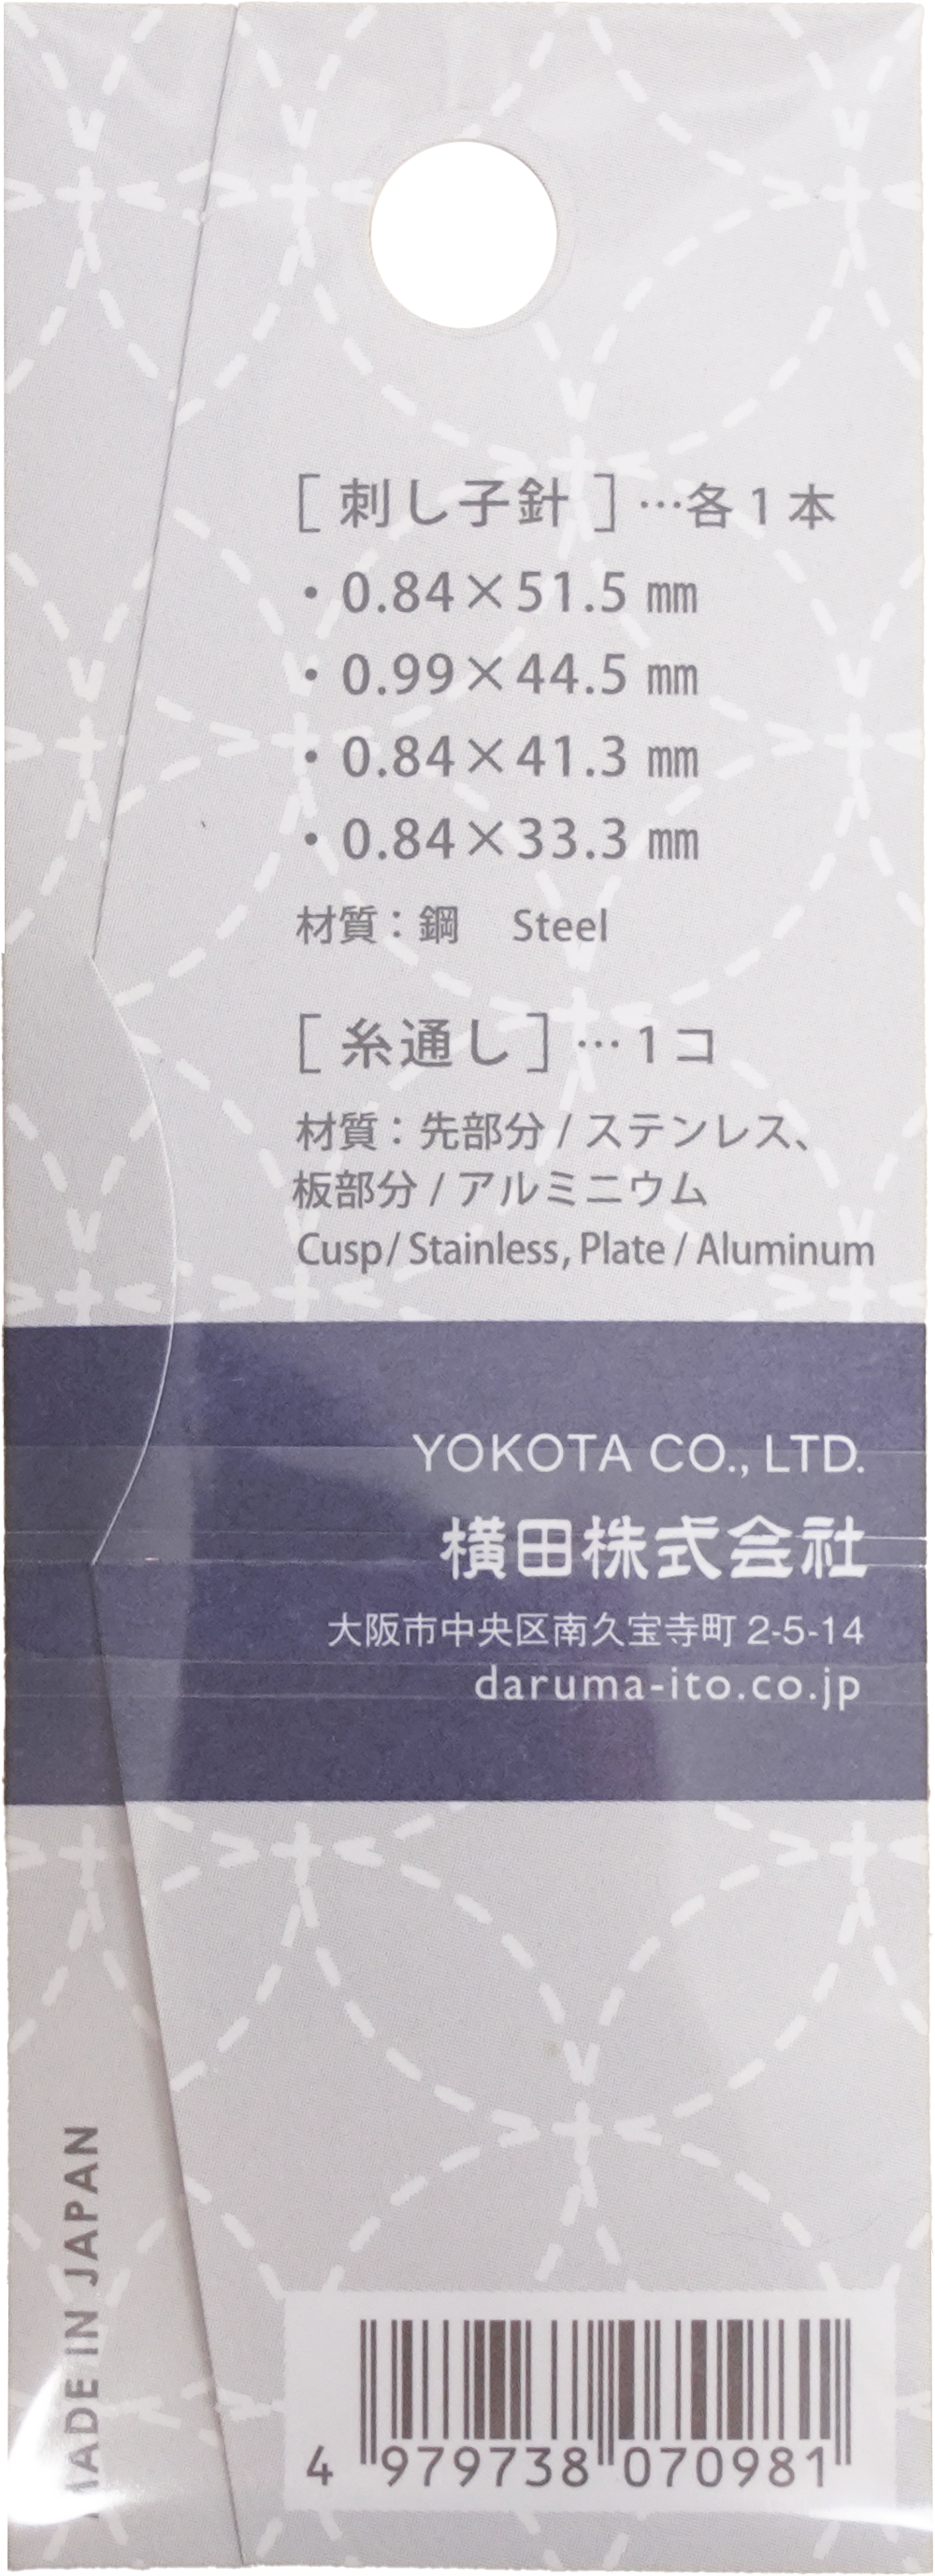 ［ 刺し子針 ］…各1本
・0.84×51.5 ㎜
・0.99×44.5 ㎜
・0.84×41.3 ㎜
・0.84×33.3 ㎜
材質：鋼　Steel
［ 糸通し ］…1コ
材質：先部分 / ステンレス、
板部分 / アルミニウム
Cusp / Stainless, Plate / Aluminum
YOKOTA CO., LTD.
横田株式会社
大阪市中央区南久宝寺町 2-5-14
daruma-ito.co.jp
MADE IN JAPAN
4 979738 070981